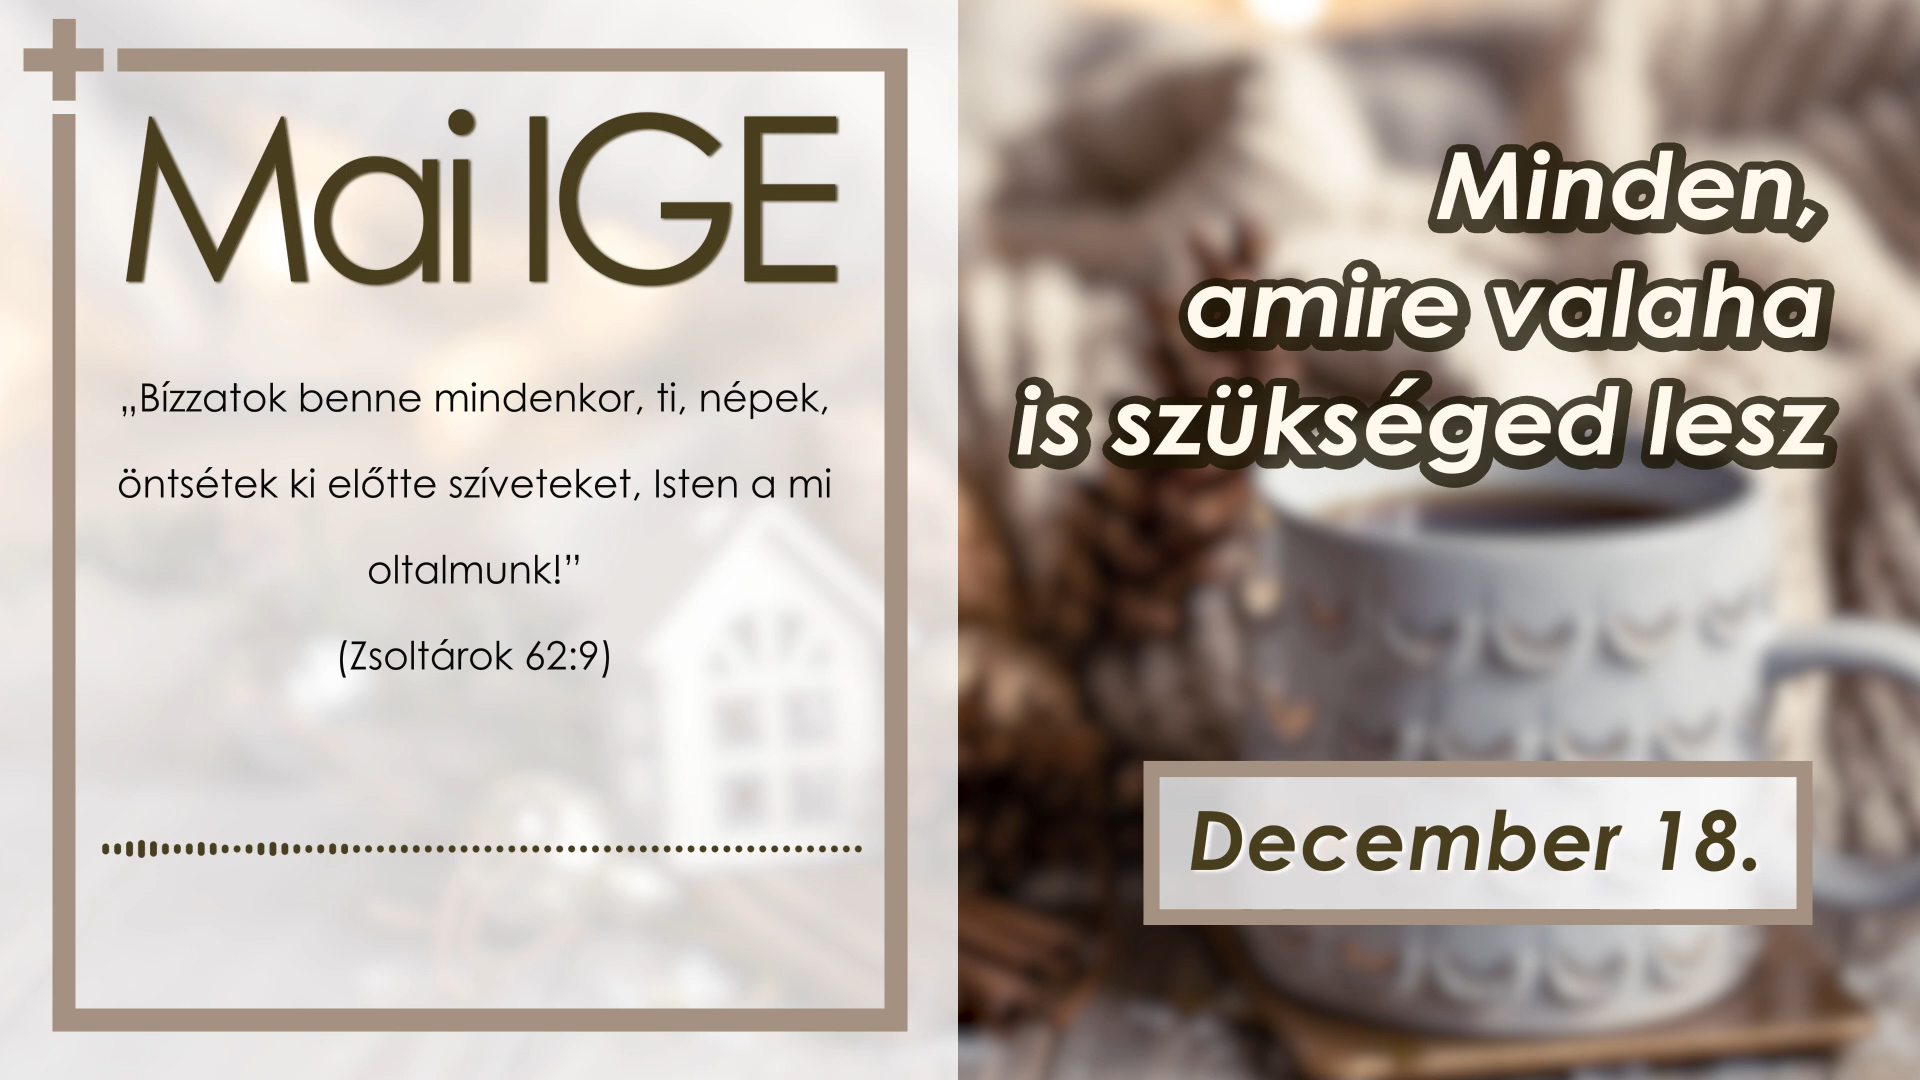 Mai IGE
„Bízzatok benne mindenkor, ti, népek,
öntsétek ki előtte szíveteket, Isten a mi
oltalmunk!”
(Zsoltárok 62:9)
Minden,
amire valaha
is szükséged lesz
December 18.